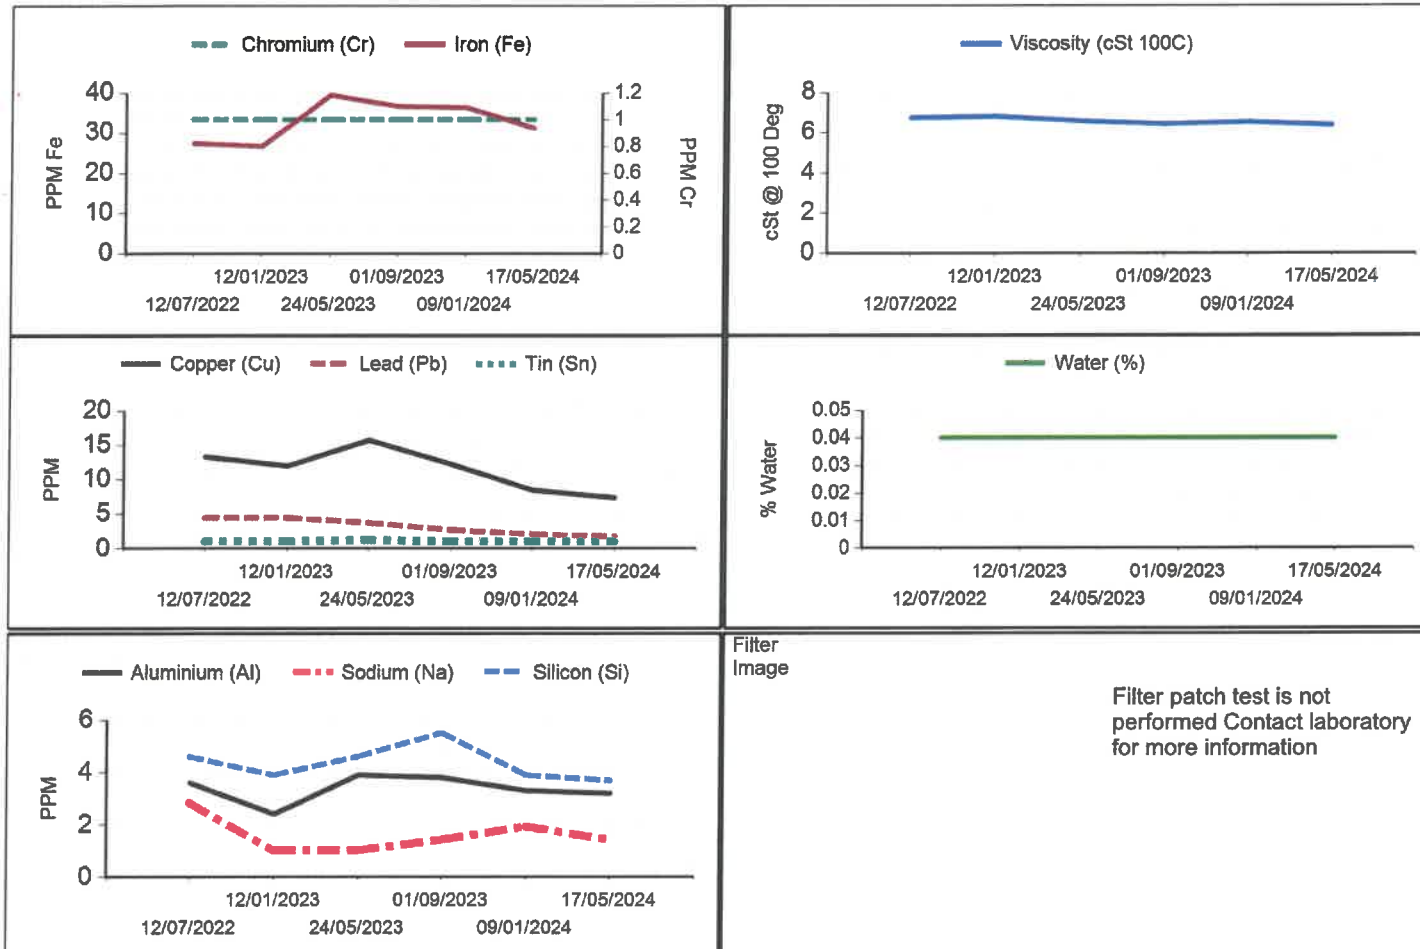 Chromium (Cr) Iron (Fe)
40
30
20
10
0
PPM Fe
1.2
1
0.8
0.6
0.4
0.2
0
PPM Cr
12/01/2023 01/09/2023 17/05/2024
12/07/2022 24/05/2023 09/01/2024
Viscosity (cSt 100C)
8
6
4
2
0
cSt @ 100 Deg
12/01/2023 01/09/2023 17/05/2024
12/07/2022 24/05/2023 09/01/2024
Copper (Cu) Lead (Pb) Tin (Sn)
20
15
10
5
0
PPM
12/01/2023 01/09/2023 17/05/2024
12/07/2022 24/05/2023 09/01/2024
Water (%)
0.05
0.04
0.03
0.02
0.01
0
% Water
12/01/2023 01/09/2023 17/05/2024
12/07/2022 24/05/2023 09/01/2024
Aluminium (Al) Sodium (Na) Silicon (Si)
6
4
2
0
PPM
12/01/2023 01/09/2023 17/05/2024
12/07/2022 24/05/2023 09/01/2024
Filter
Image
Filter patch test is not
performed Contact laboratory
for more information